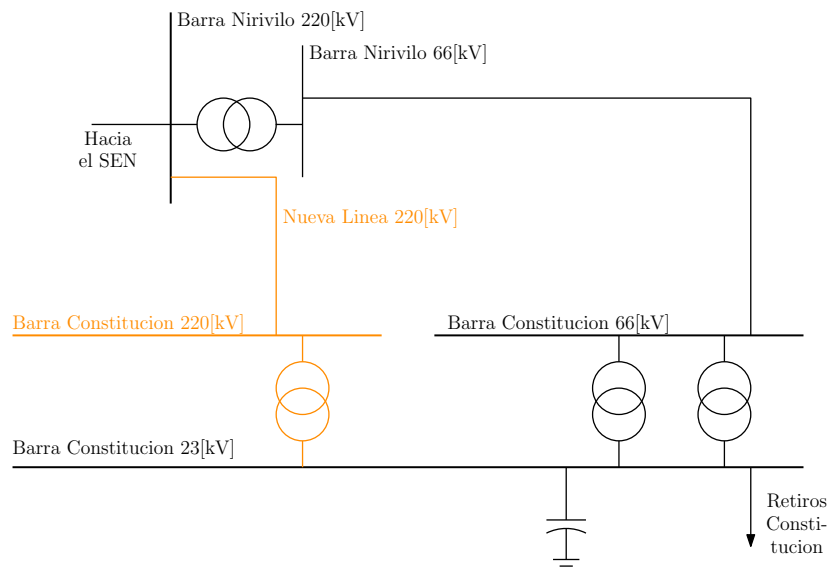 Barra Nirivilo 220[kV]
Barra Nirivilo 66[kV]
Hacia
el SEN
Nueva Linea 220[kV]
Barra Constitucion 220[kV]
Barra Constitucion 66[kV]
Barra Constitucion 23[kV]
Retiros
Consti-
tucion